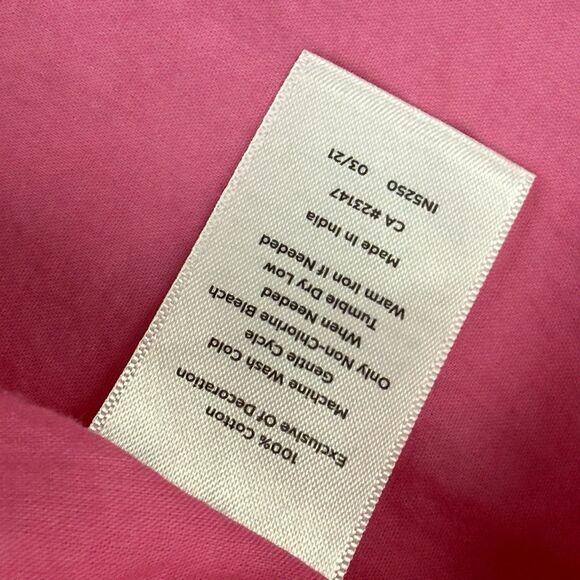 100% Cotton
Exclusive Of Decoration
Machine Wash Cold
Gentle Cycle
Only Non-Chlorine Bleach
When Needed
Tumble Dry Low
Warm Iron If Needed
Made In India
CA #23147
IN5250 03/21